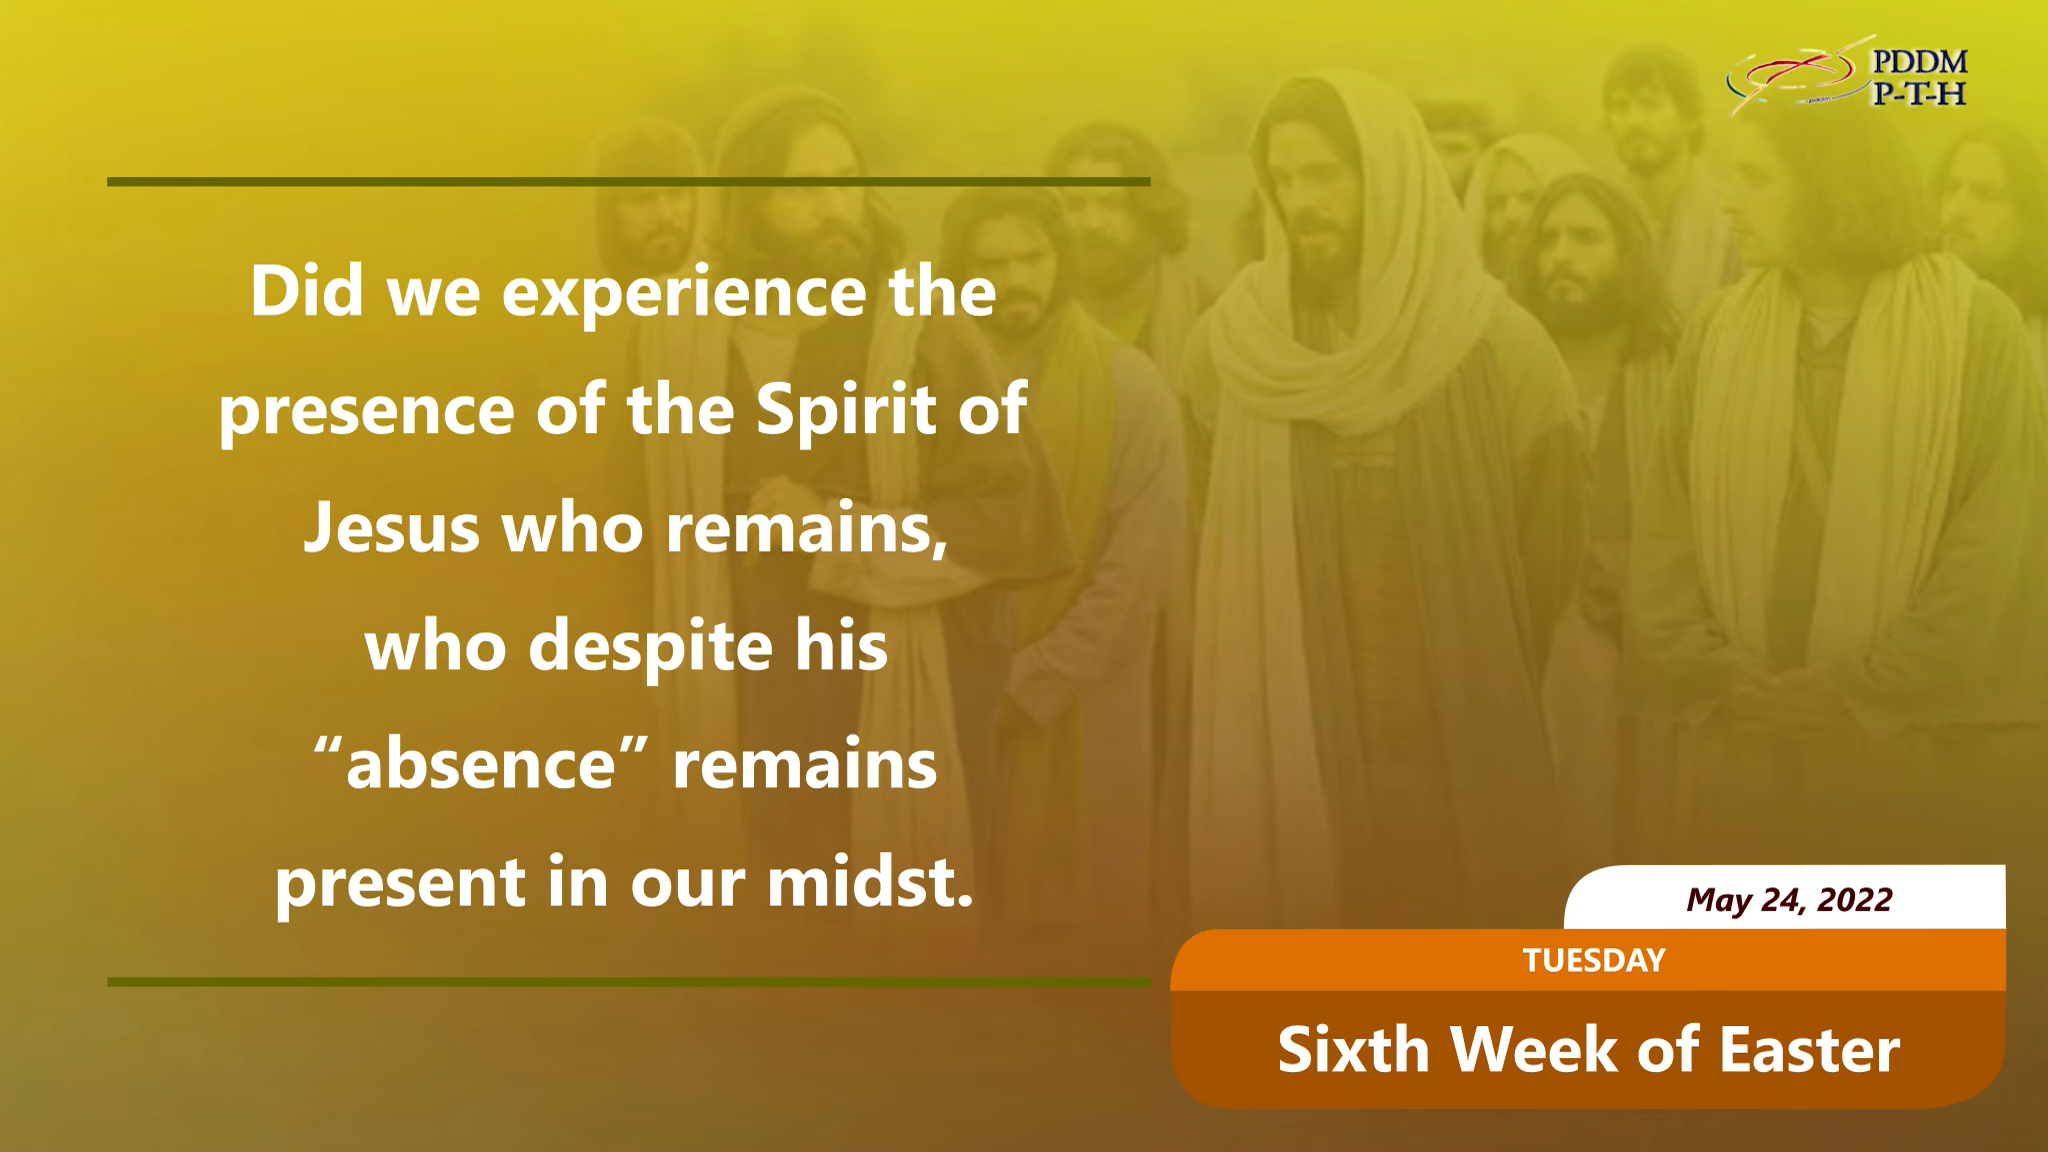 PDDM
P-T-H
Did we experience the
presence of the Spirit of
Jesus who remains,
who despite his
“absence” remains
present in our midst.
May 24, 2022
TUESDAY
Sixth Week of Easter